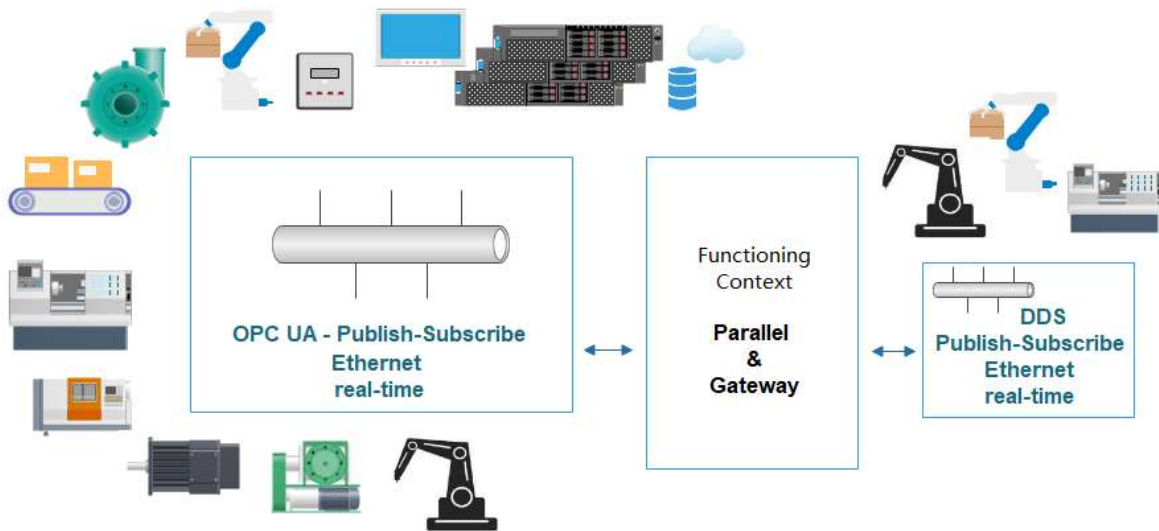 OPC UA - Publish-Subscribe
Ethernet
real-time
Functioning
Context
Parallel
&
Gateway
DDS
Publish-Subscribe
Ethernet
real-time